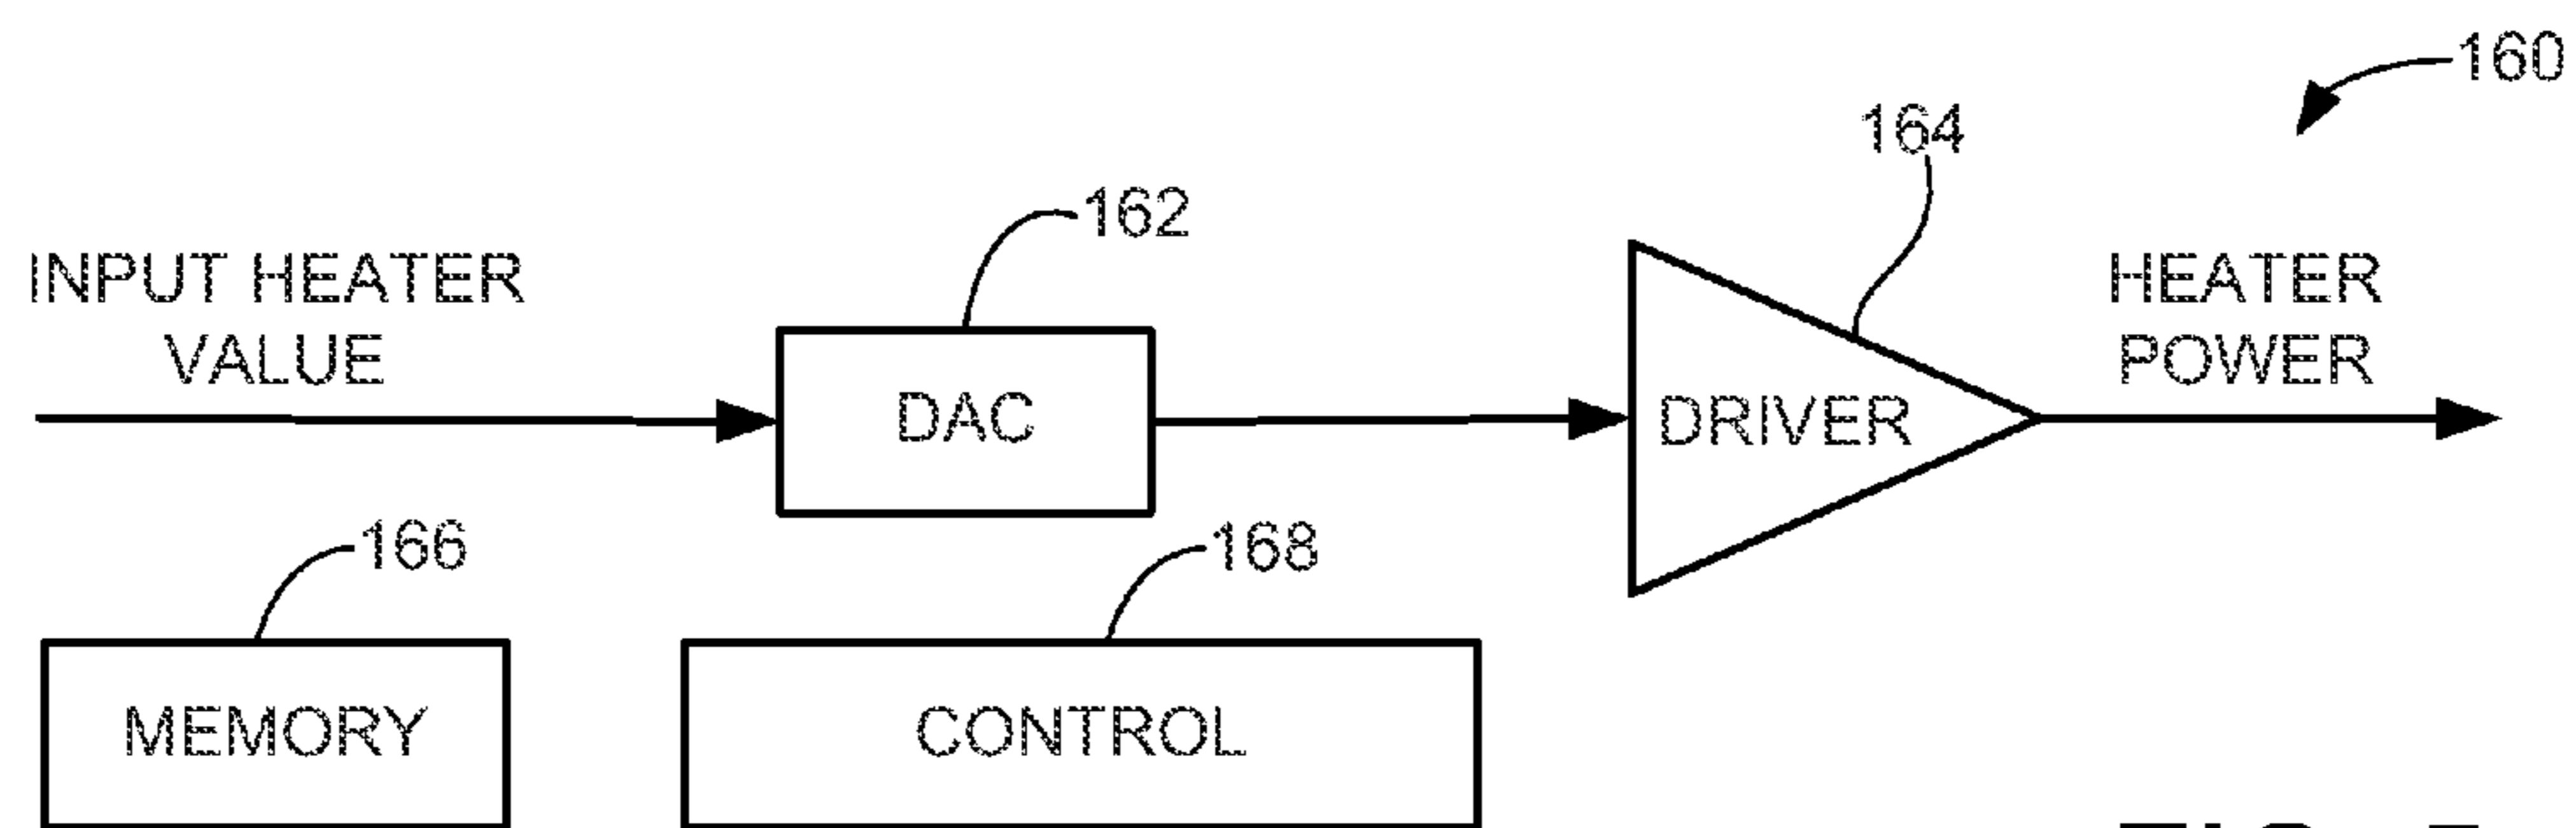 160
164
162
INPUT HEATER
VALUE
HEATER
POWER
DAC
DRIVER
166
168
MEMORY
CONTROL